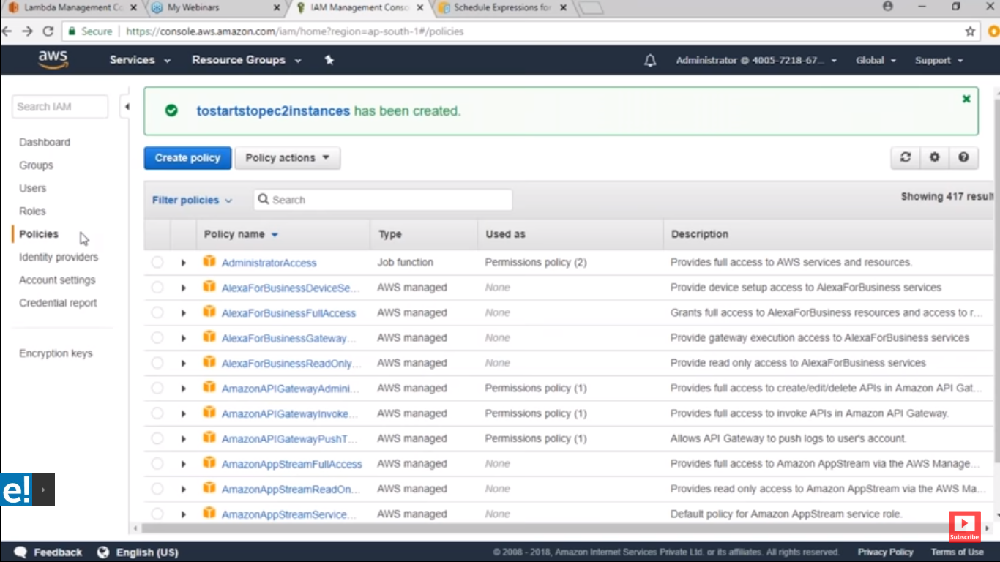 Lambda Management Co
My Webinars
IAM Management Conso
Schedule Expressions for
Secure
https://console.aws.amazon.com/iam/home?region=ap-south-1#/policies
aws
Services
Resource Groups
Administrator @ 4005-7218-67...
Global
Support
Search IAM
Dashboard
Groups
Users
Roles
Policies
Identity providers
Account settings
Credential report
Encryption keys
tostartstopec2instances has been created.
Create policy
Policy actions
Filter policies
Search
Showing 417 result
Policy name Type Used as Description
AdministratorAccess Job function Permissions policy (2) Provides full access to AWS services and resources.
AlexaForBusinessDeviceSe... AWS managed None Provide device setup access to AlexaForBusiness services
AlexaForBusinessFullAccess AWS managed None Grants full access to AlexaForBusiness resources and access to r...
AlexaForBusinessGateway... AWS managed None Provide gateway execution access to AlexaForBusiness services
AlexaForBusinessReadOnly... AWS managed None Provide read only access to AlexaForBusiness services
AmazonAPIGatewayAdmini... AWS managed Permissions policy (1) Provides full access to create/edit/delete APIs in Amazon API Gat...
AmazonAPIGatewayInvoke... AWS managed Permissions policy (1) Provides full access to invoke APIs in Amazon API Gateway.
AmazonAPIGatewayPushT... AWS managed Permissions policy (1) Allows API Gateway to push logs to user's account.
AmazonAppStreamFullAccess AWS managed None Provides full access to Amazon AppStream via the AWS Manage...
AmazonAppStreamReadOn... AWS managed None Provides read only access to Amazon AppStream via the AWS Ma...
AmazonAppStreamService... AWS managed None Default policy for Amazon AppStream service role.
e!
Subscribe
Feedback
English (US)
© 2008 - 2018, Amazon Internet Services Private Ltd. or its affiliates. All rights reserved.
Privacy Policy
Terms of Use